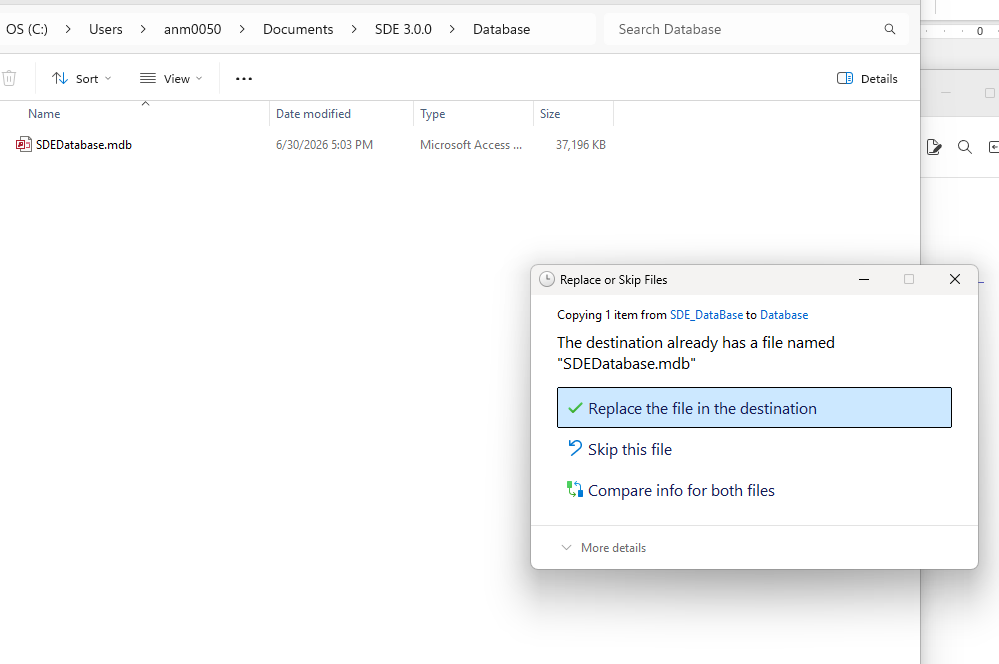 OS (C:) > Users > anm0050 > Documents > SDE 3.0.0 > Database
Search Database
0
Sort
View
Details
Name
Date modified
Type
Size
SDEDatabase.mdb
6/30/2026 5:03 PM
Microsoft Access ...
37,196 KB
Replace or Skip Files
Copying 1 item from SDE_DataBase to Database
The destination already has a file named
"SDEDatabase.mdb"
Replace the file in the destination
Skip this file
Compare info for both files
More details